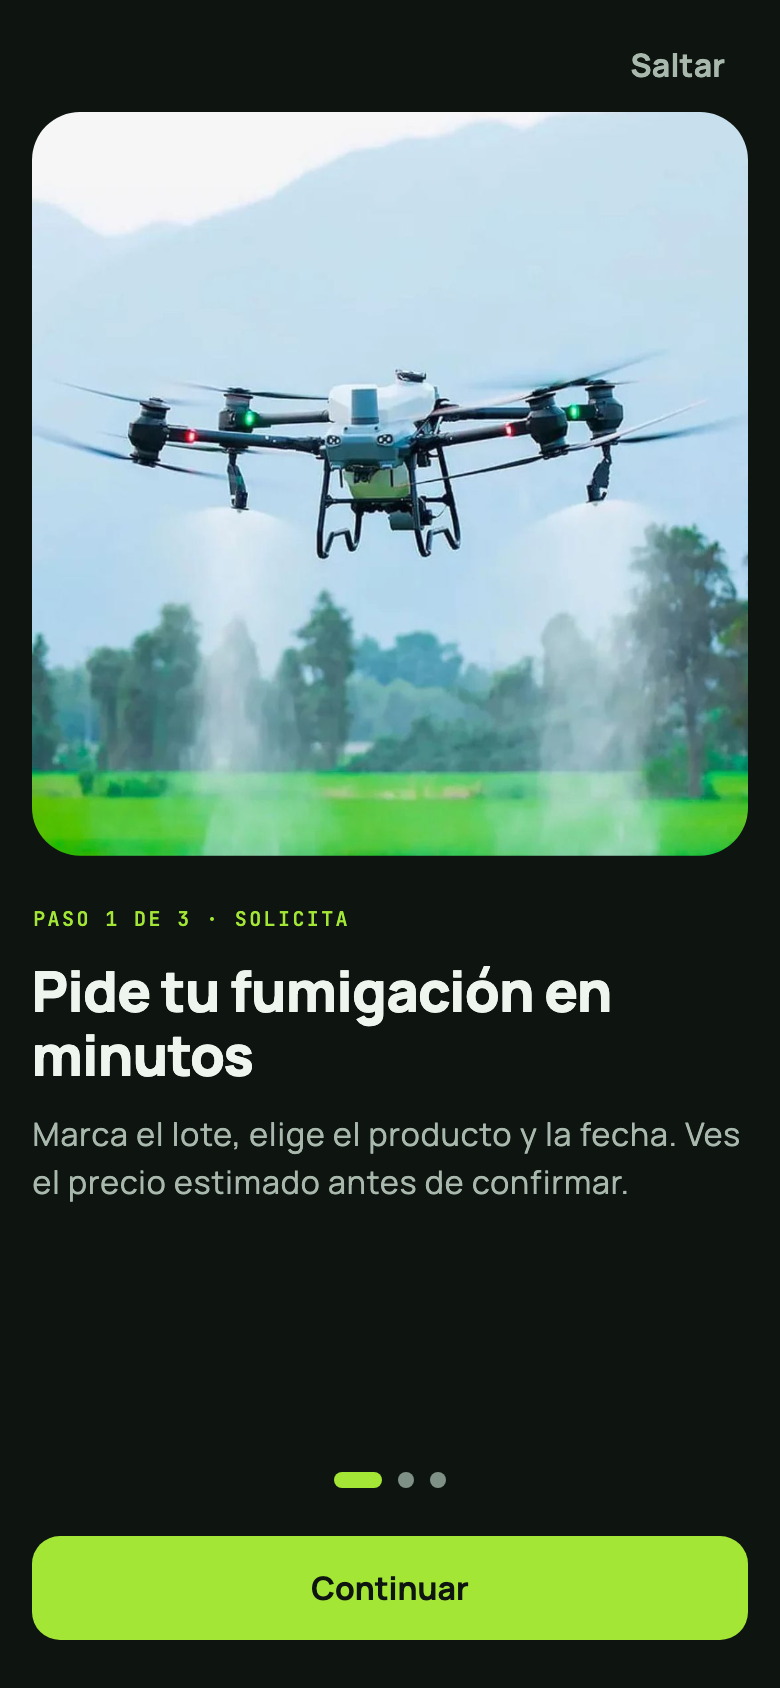 Saltar
PASO 1 DE 3 · SOLICITA
Pide tu fumigación en
minutos
Marca el lote, elige el producto y la fecha. Ves
el precio estimado antes de confirmar.
Continuar